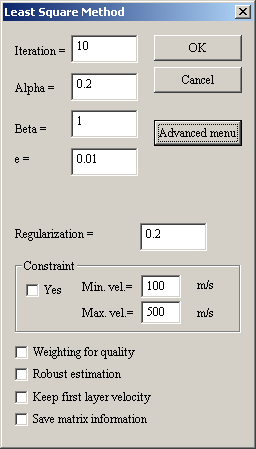 Least Square Method
Iteration = 10 OK
Alpha = 0.2 Cancel
Beta = 1 Advanced menu
e = 0.01
Regularization = 0.2
Constraint
Yes Min. vel.= 100 m/s
Max. vel.= 500 m/s
Weighting for quality
Robust estimation
Keep first layer velocity
Save matrix information